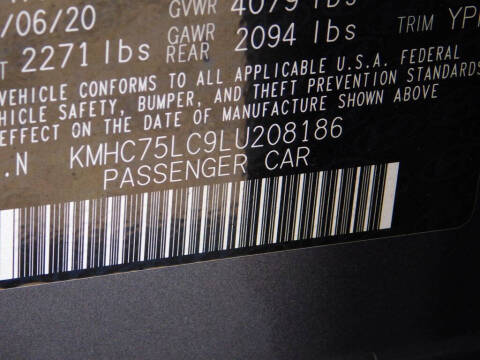 GVWR 4079 lbs
/06/20 GAWR TRIM YP
T 2271 lbs REAR 2094 lbs
VEHICLE CONFORMS TO ALL APPLICABLE U.S.A. FEDERAL
VEHICLE SAFETY, BUMPER, AND THEFT PREVENTION STANDARDS
EFFECT ON THE DATE OF MANUFACTURE SHOWN ABOVE
.N KMHC75LC9LU208186
PASSENGER CAR